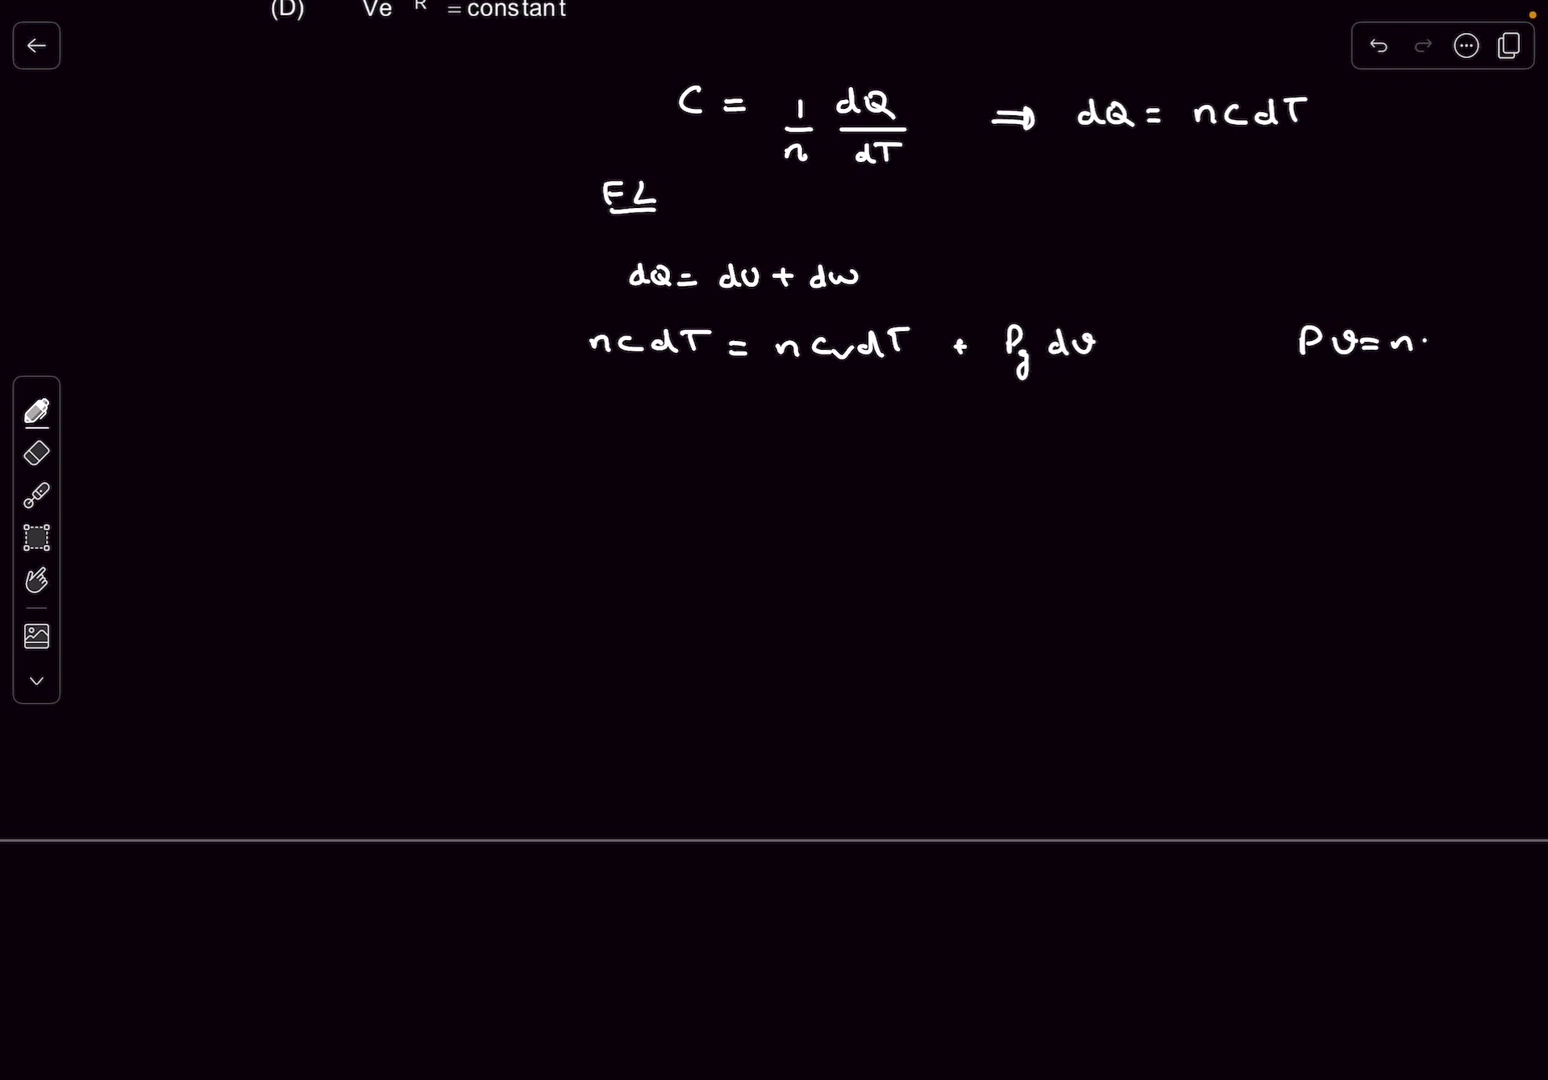 (D) Ve R = constant
C = 1/n dQ/dT ⇒ dQ = nCdT
FL
dQ = dU + dw
nCdT = nCvdT + Pg dv Pv = n.